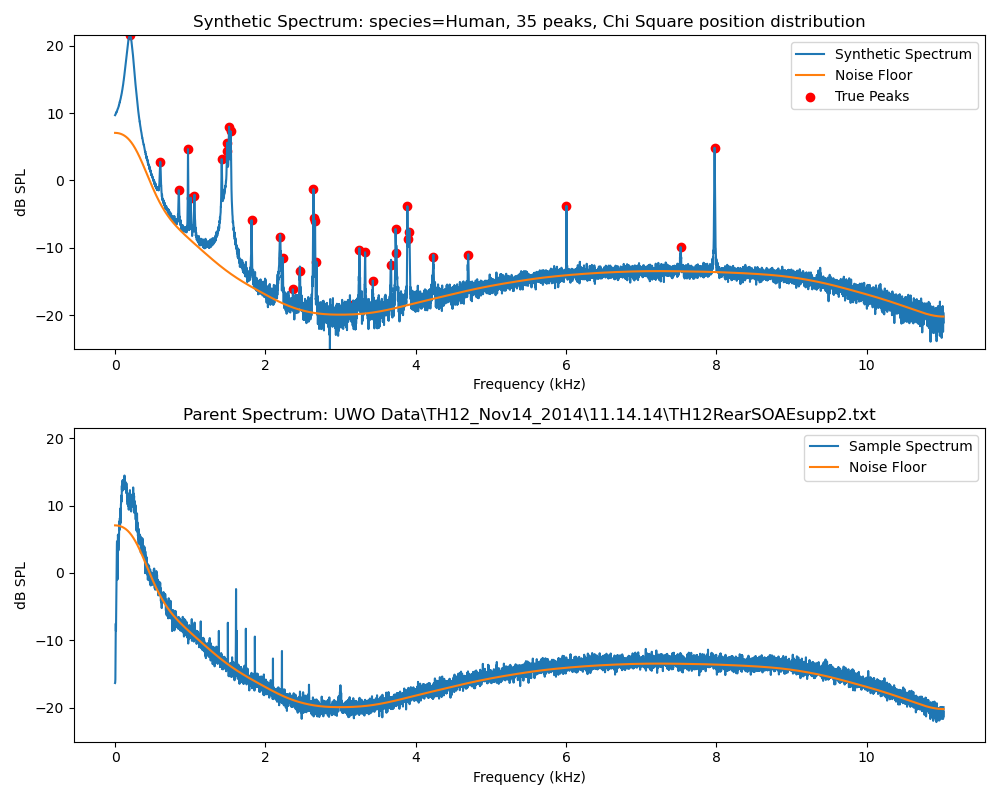 Synthetic Spectrum: species=Human, 35 peaks, Chi Square position distribution
Synthetic Spectrum
Noise Floor
True Peaks
dB SPL
20
10
0
−10
−20
0 2 4 6 8 10
Frequency (kHz)
Parent Spectrum: UWO Data\TH12_Nov14_2014\11.14.14\TH12RearSOAEsupp2.txt
Sample Spectrum
Noise Floor
dB SPL
20
10
0
−10
−20
0 2 4 6 8 10
Frequency (kHz)